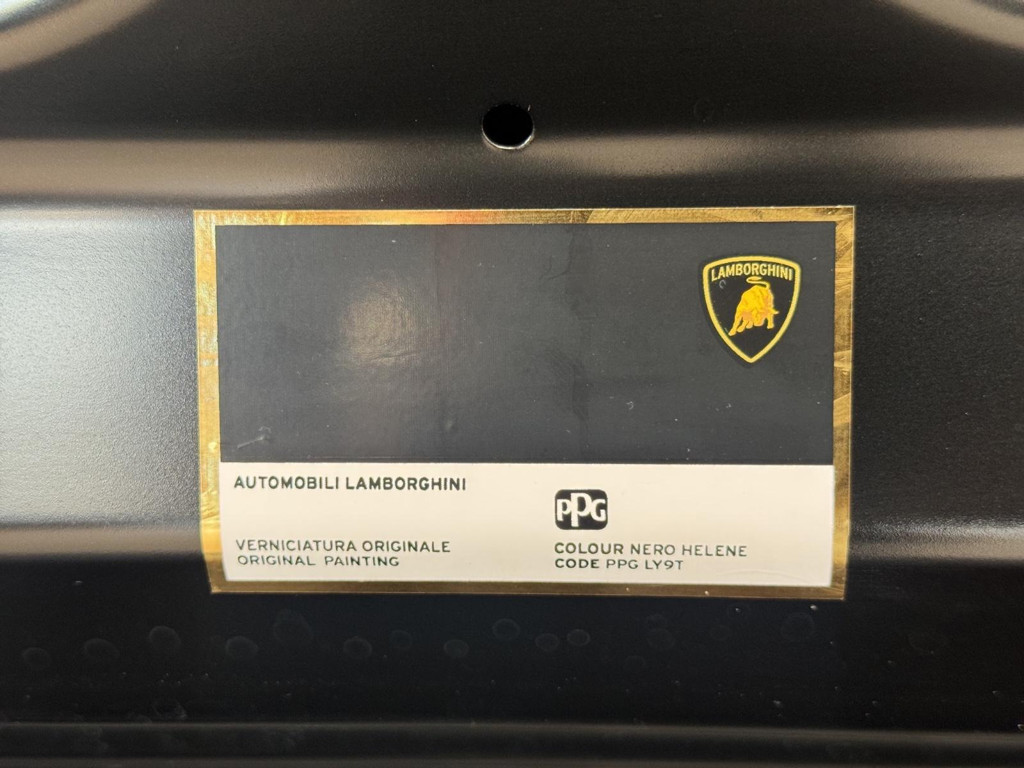 LAMBORGHINI
AUTOMOBILI LAMBORGHINI
PPG
VERNICIATURA ORIGINALE
ORIGINAL PAINTING
COLOUR NERO HELENE
CODE PPG LY9T